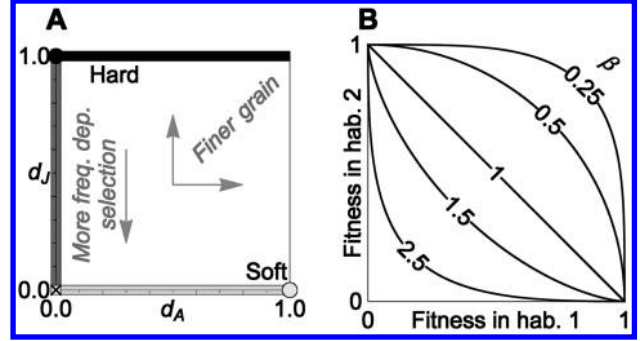 A
1.0
Hard
d_J
More freq. dep.
selection
Finer grain
Soft
0.0
0.0
d_A
1.0
B
1
β
0.25
0.5
1
1.5
2.5
Fitness in hab. 2
0
0
Fitness in hab. 1
1